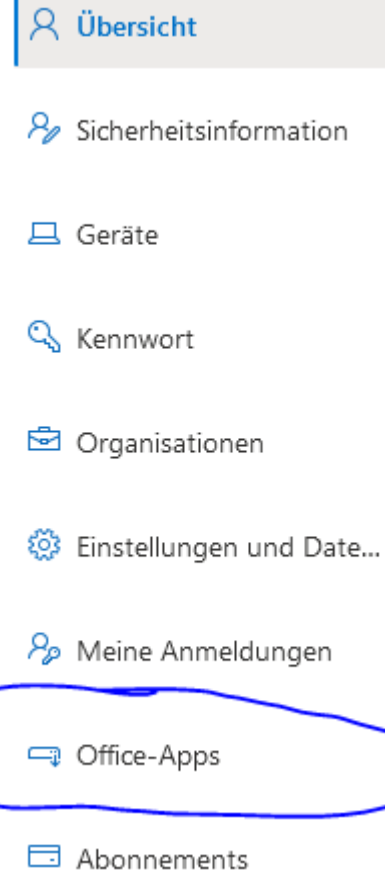 Übersicht
Sicherheitsinformation
Geräte
Kennwort
Organisationen
Einstellungen und Date...
Meine Anmeldungen
Office-Apps
Abonnements